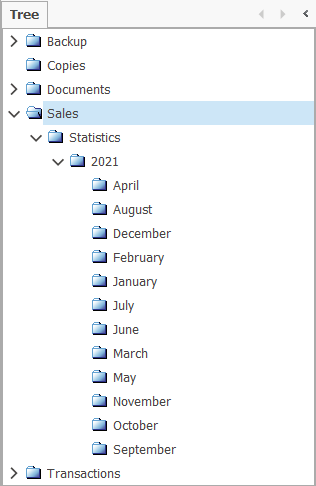 Tree
Backup
Copies
Documents
Sales
Statistics
2021
April
August
December
February
January
July
June
March
May
November
October
September
Transactions